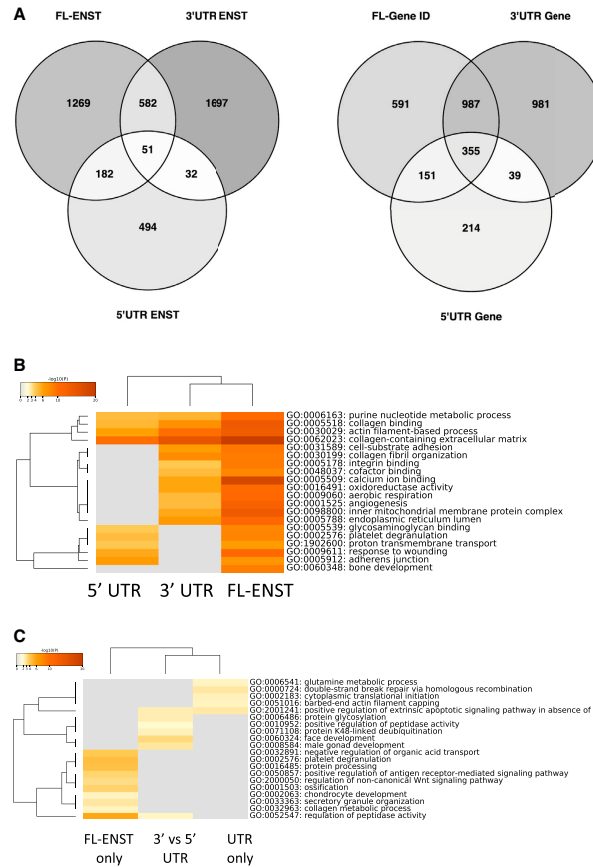 A
FL-ENST 3'UTR ENST
1269 582 1697
51
182 32
494
5'UTR ENST
FL-Gene ID 3'UTR Gene
591 987 981
355
151 39
214
5'UTR Gene
B
-log10(P)
GO:0006163: purine nucleotide metabolic process
GO:0005518: collagen binding
GO:0030029: actin filament-based process
GO:0062023: collagen-containing extracellular matrix
GO:0031589: cell-substrate adhesion
GO:0030199: collagen fibril organization
GO:0005178: integrin binding
GO:0048037: cofactor binding
GO:0005509: calcium ion binding
GO:0016491: oxidoreductase activity
GO:0009060: aerobic respiration
GO:0001525: angiogenesis
GO:0098800: inner mitochondrial membrane protein complex
GO:0005788: endoplasmic reticulum lumen
GO:0005539: glycosaminoglycan binding
GO:0002576: platelet degranulation
GO:1902600: proton transmembrane transport
GO:0009611: response to wounding
GO:0005912: adherens junction
GO:0060348: bone development
5' UTR 3' UTR FL-ENST
C
-log10(P)
GO:0006541: glutamine metabolic process
GO:0000724: double-strand break repair via homologous recombination
GO:0002183: cytoplasmic translational initiation
GO:0051016: barbed-end actin filament capping
GO:2001241: positive regulation of extrinsic apoptotic signaling pathway in absence of
GO:0006486: protein glycosylation
GO:0010952: positive regulation of peptidase activity
GO:0071108: protein K48-linked deubiquitination
GO:0060324: face development
GO:0008584: male gonad development
GO:0032891: negative regulation of organic acid transport
GO:0002576: platelet degranulation
GO:0016485: protein processing
GO:0050857: positive regulation of antigen receptor-mediated signaling pathway
GO:2000050: regulation of non-canonical Wnt signaling pathway
GO:0001503: ossification
GO:0002063: chondrocyte development
GO:0033363: secretory granule organization
GO:0032963: collagen metabolic process
GO:0052547: regulation of peptidase activity
FL-ENST 3' vs 5' UTR
only UTR only